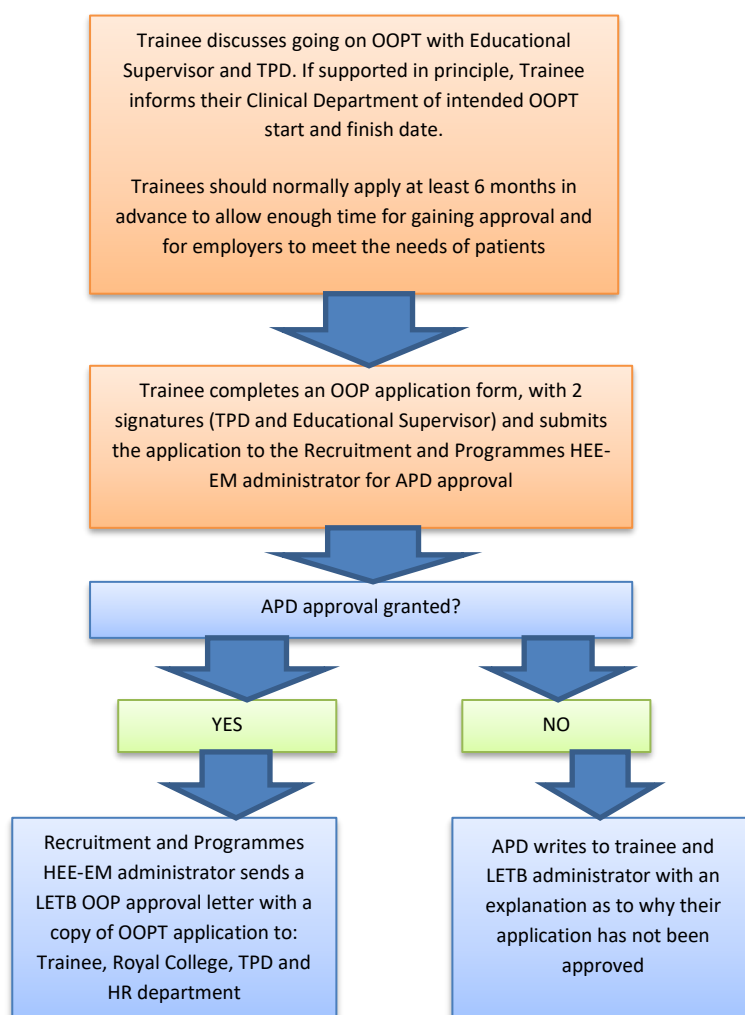 Trainee discusses going on OOPT with Educational
Supervisor and TPD. If supported in principle, Trainee
informs their Clinical Department of intended OOPT
start and finish date.
Trainees should normally apply at least 6 months in
advance to allow enough time for gaining approval and
for employers to meet the needs of patients
Trainee completes an OOP application form, with 2
signatures (TPD and Educational Supervisor) and submits
the application to the Recruitment and Programmes HEE-
EM administrator for APD approval
APD approval granted?
YES
NO
Recruitment and Programmes
HEE-EM administrator sends a
LETB OOP approval letter with a
copy of OOPT application to:
Trainee, Royal College, TPD and
HR department
APD writes to trainee and
LETB administrator with an
explanation as to why their
application has not been
approved